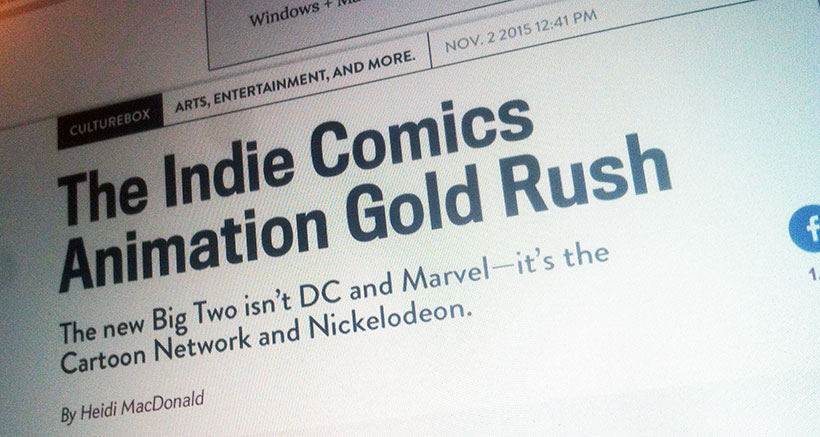 Windows +
CULTUREBOX
ARTS, ENTERTAINMENT, AND MORE.
NOV. 2 2015 12:41 PM
The Indie Comics
Animation Gold Rush
The new Big Two isn't DC and Marvel—it's the
Cartoon Network and Nickelodeon.
By Heidi MacDonald
f
1.